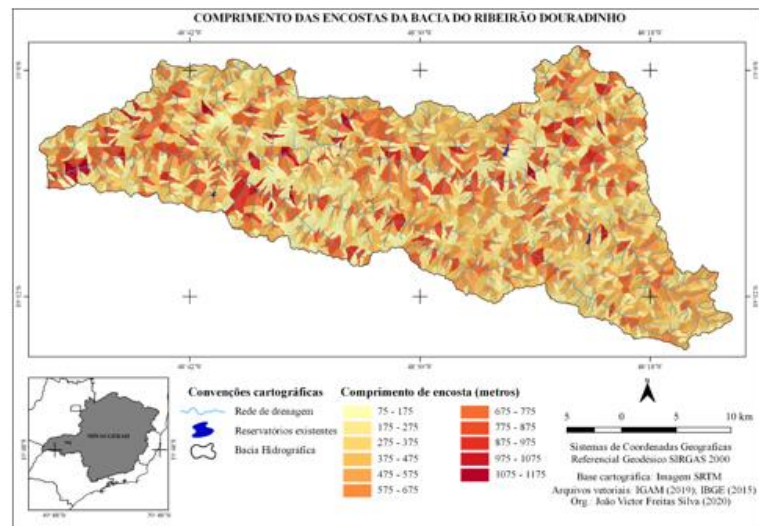 COMPRIMENTO DAS ENCOSTAS DA BACIA DO RIBEIRÃO DOURADINHO
MINAS GERAIS
Convenções cartográficas
Rede de drenagem
Reservatórios existentes
Bacia Hidrográfica
Comprimento de encosta (metros)
75 - 175
175 - 275
275 - 375
375 - 475
475 - 575
575 - 675
675 - 775
775 - 875
875 - 975
975 - 1075
1075 - 1175
N
5 0 5 10 km
Sistemas de Coordenadas Geograficas
Referencial Geodésico SIRGAS 2000
Base cartográfica: Imagem SRTM
Arquivos vetoriais: IGAM (2019); IBGE (2015)
Org.: João Victor Freitas Silva (2020)